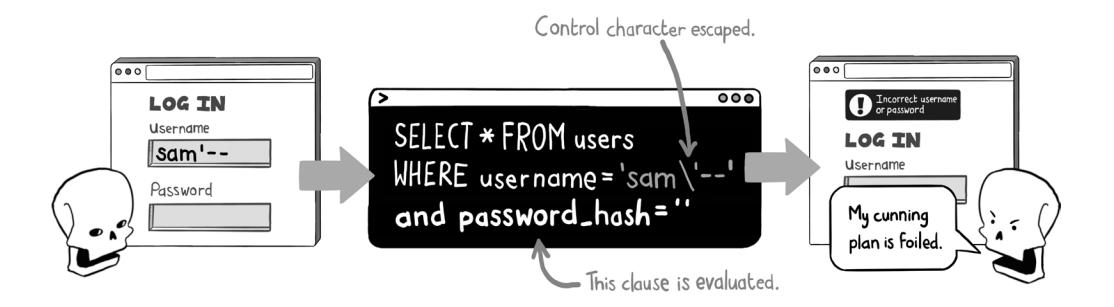 Control character escaped.
LOG IN
Username
sam'--
Password
>
SELECT * FROM users
WHERE username = 'sam\'--'
and password_hash=''
This clause is evaluated.
! Incorrect username
or password
LOG IN
Username
My cunning
plan is foiled.